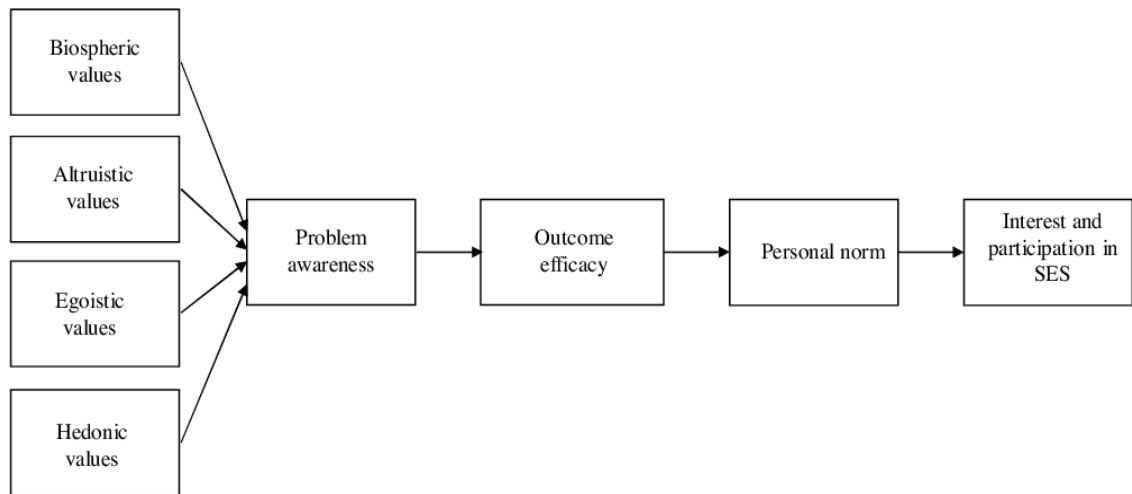 Biospheric
values
Altruistic
values
Egoistic
values
Hedonic
values
Problem
awareness
Outcome
efficacy
Personal norm
Interest and
participation in
SES